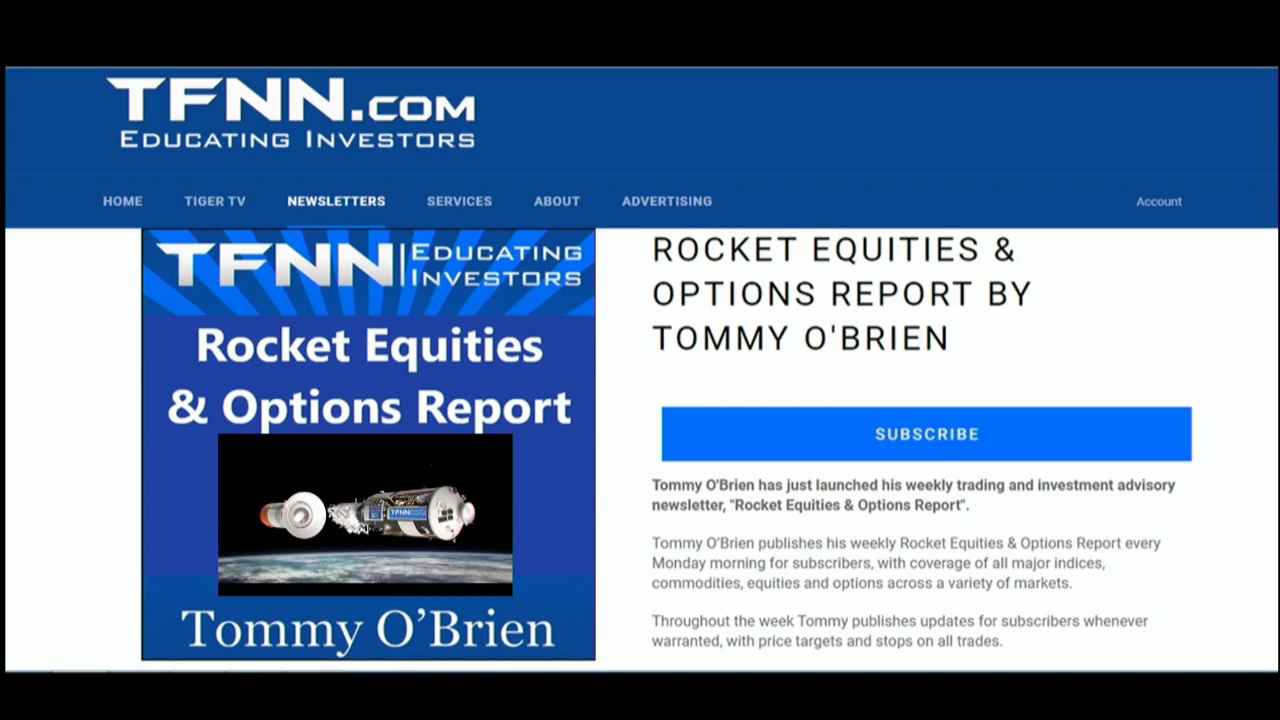 TFNN.COM
EDUCATING INVESTORS
HOME TIGER TV NEWSLETTERS SERVICES ABOUT ADVERTISING Account
TFNN EDUCATING
INVESTORS
Rocket Equities
& Options Report
TFNN
Tommy O’Brien
ROCKET EQUITIES &
OPTIONS REPORT BY
TOMMY O'BRIEN
SUBSCRIBE
Tommy O'Brien has just launched his weekly trading and investment advisory
newsletter, "Rocket Equities & Options Report".
Tommy O'Brien publishes his weekly Rocket Equities & Options Report every
Monday morning for subscribers, with coverage of all major indices,
commodities, equities and options across a variety of markets.
Throughout the week Tommy publishes updates for subscribers whenever
warranted, with price targets and stops on all trades.